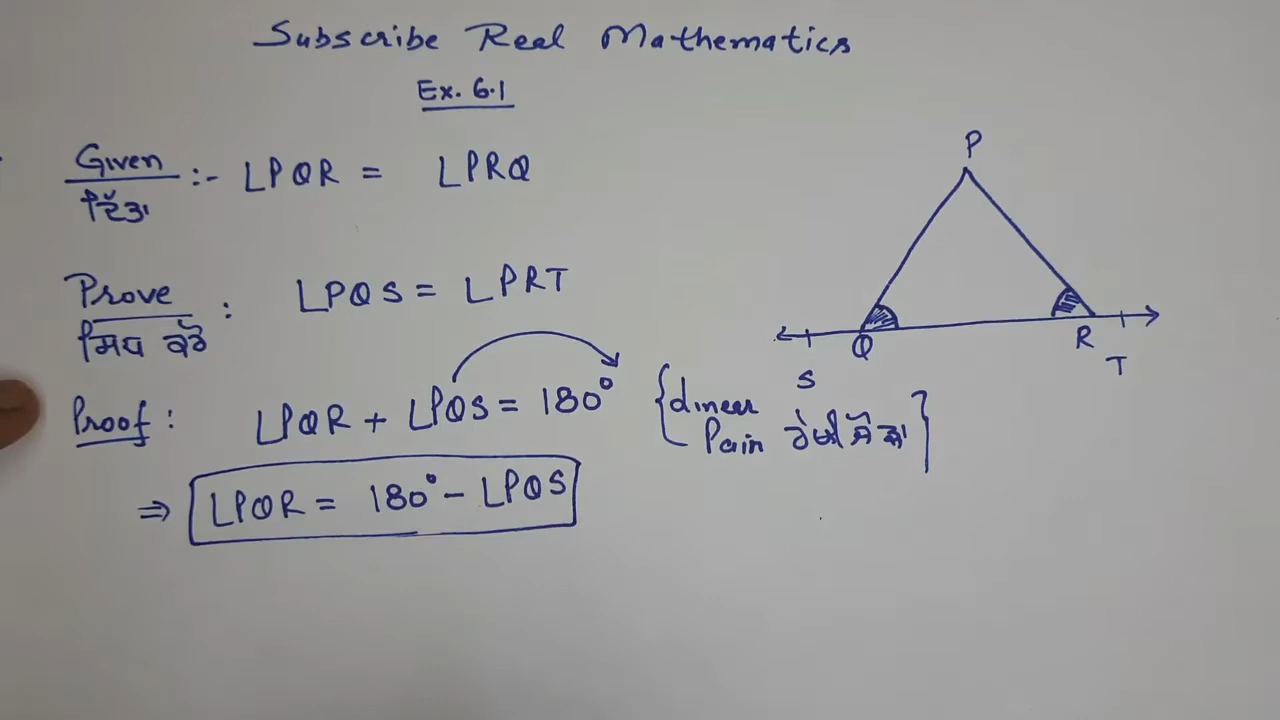 Subscribe Real Mathematics
Ex. 6.1
Given :- ∠PQR = ∠PRQ
ਦਿੱਤਾ
Prove : ∠PQS = ∠PRT
ਸਿਧ ਕਰੋ
Proof : ∠PQR + ∠PQS = 180° {Linear
Pair ਰੇਖੀ ਜੋੜਾ}
⇒ ∠PQR = 180° - ∠PQS
P
Q
R
S
T